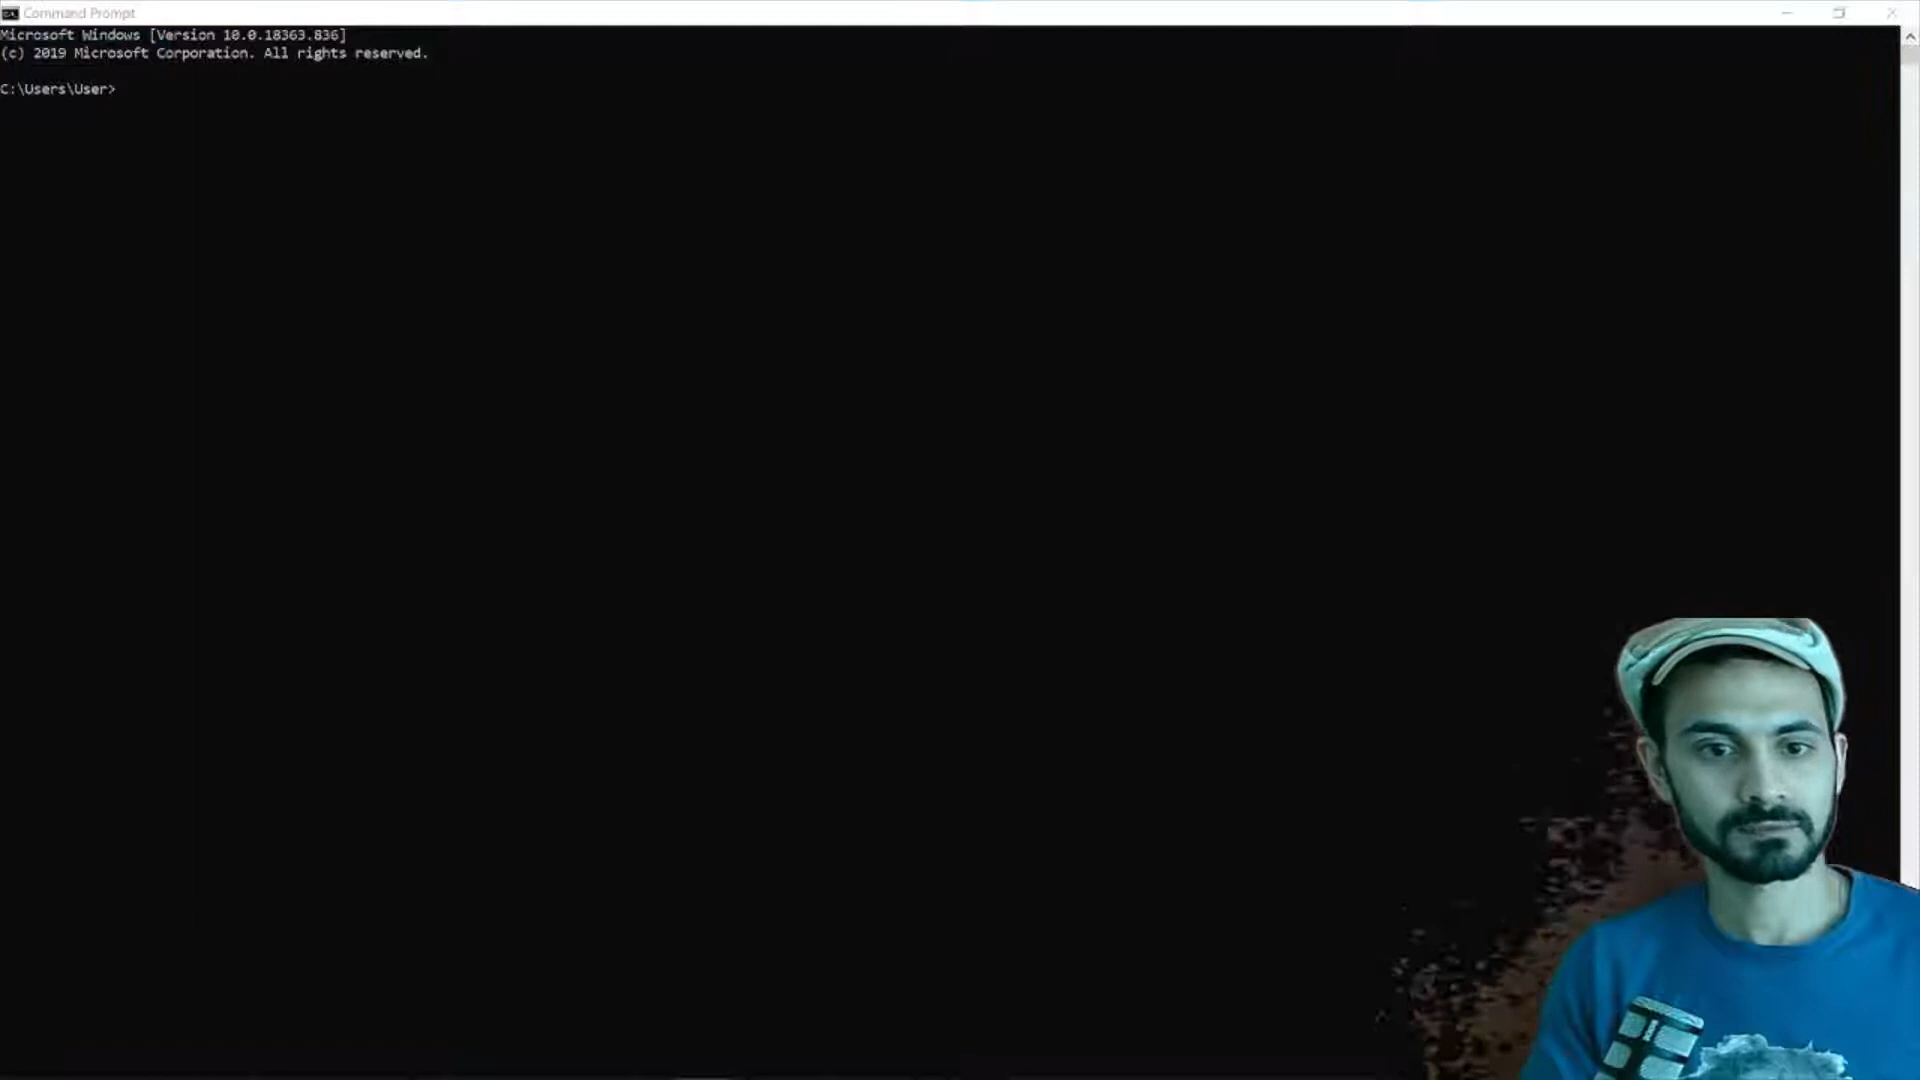 Command Prompt
Microsoft Windows [Version 10.0.18363.836]
(c) 2019 Microsoft Corporation. All rights reserved.
C:\Users\User>